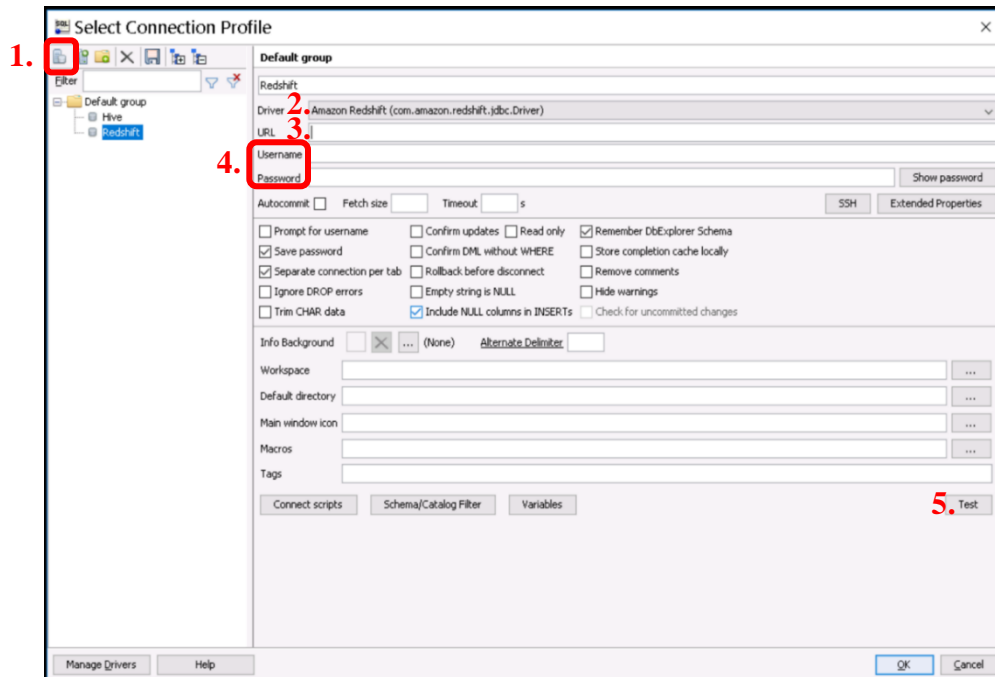 SQL Select Connection Profile
1.
Default group
Filter
Redshift
Default group
Hive
Redshift
Driver 2. Amazon Redshift (com.amazon.redshift.jdbc.Driver)
URL 3.
4. Username
Password Show password
Autocommit Fetch size Timeout s SSH Extended Properties
Prompt for username Confirm updates Read only Remember DbExplorer Schema
Save password Confirm DML without WHERE Store completion cache locally
Separate connection per tab Rollback before disconnect Remove comments
Ignore DROP errors Empty string is NULL Hide warnings
Trim CHAR data Include NULL columns in INSERTs Check for uncommitted changes
Info Background ... (None) Alternate Delimiter
Workspace ...
Default directory ...
Main window icon ...
Macros ...
Tags
Connect scripts Schema/Catalog Filter Variables 5. Test
Manage Drivers Help OK Cancel